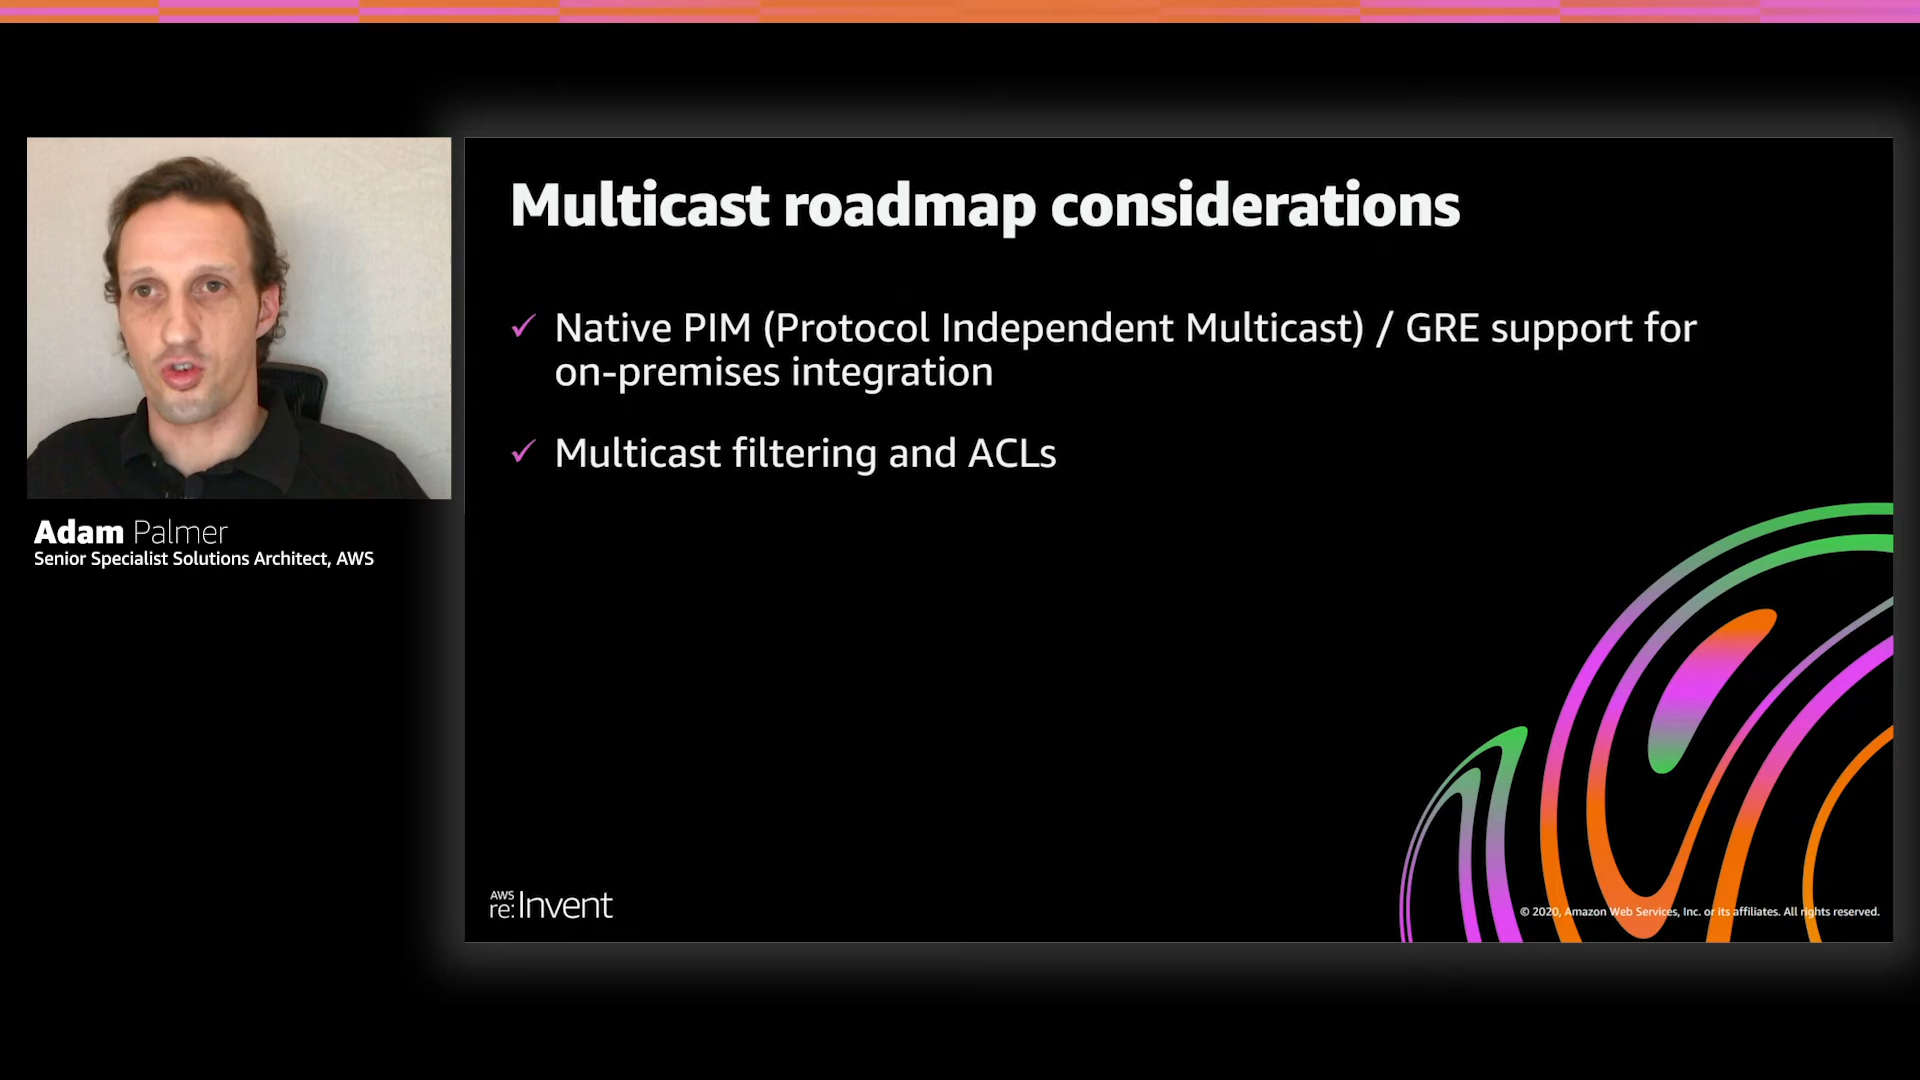 Multicast roadmap considerations
✓ Native PIM (Protocol Independent Multicast) / GRE support for
on-premises integration
✓ Multicast filtering and ACLs
Adam Palmer
Senior Specialist Solutions Architect, AWS
AWS
re:Invent
© 2020, Amazon Web Services, Inc. or its affiliates. All rights reserved.